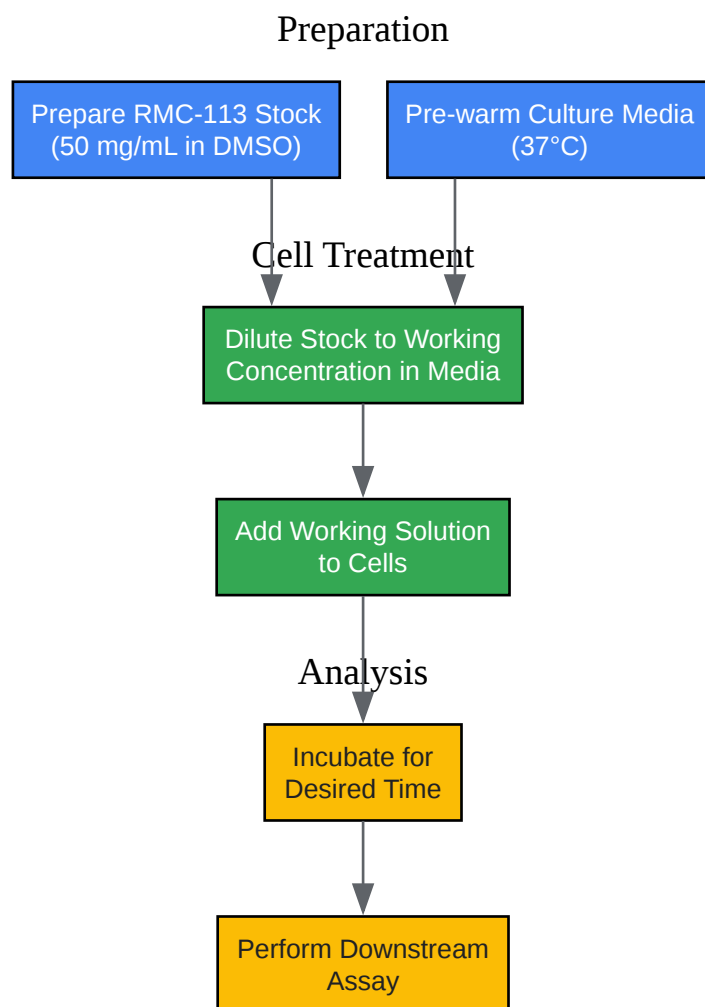 Preparation
Prepare RMC-113 Stock
(50 mg/mL in DMSO)
Pre-warm Culture Media
(37°C)
Cell Treatment
Dilute Stock to Working
Concentration in Media
Add Working Solution
to Cells
Analysis
Incubate for
Desired Time
Perform Downstream
Assay